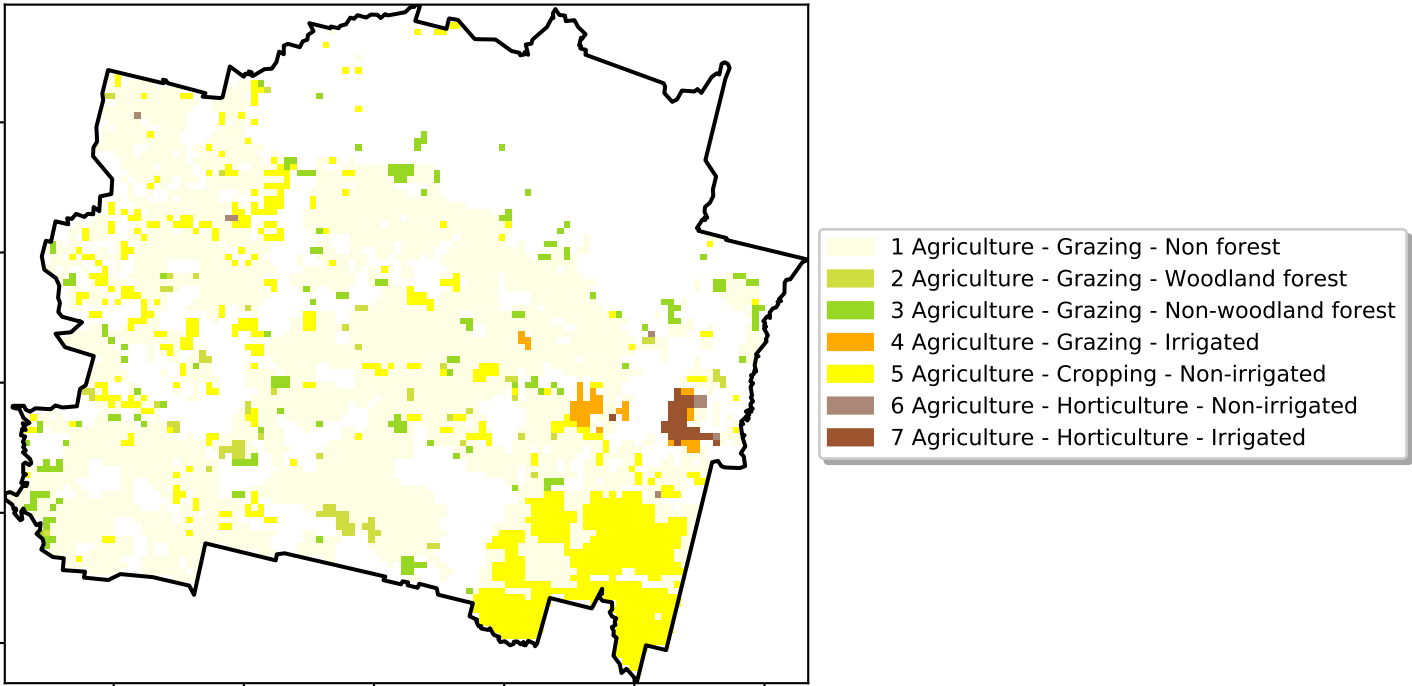 1 Agriculture - Grazing - Non forest
2 Agriculture - Grazing - Woodland forest
3 Agriculture - Grazing - Non-woodland forest
4 Agriculture - Grazing - Irrigated
5 Agriculture - Cropping - Non-irrigated
6 Agriculture - Horticulture - Non-irrigated
7 Agriculture - Horticulture - Irrigated